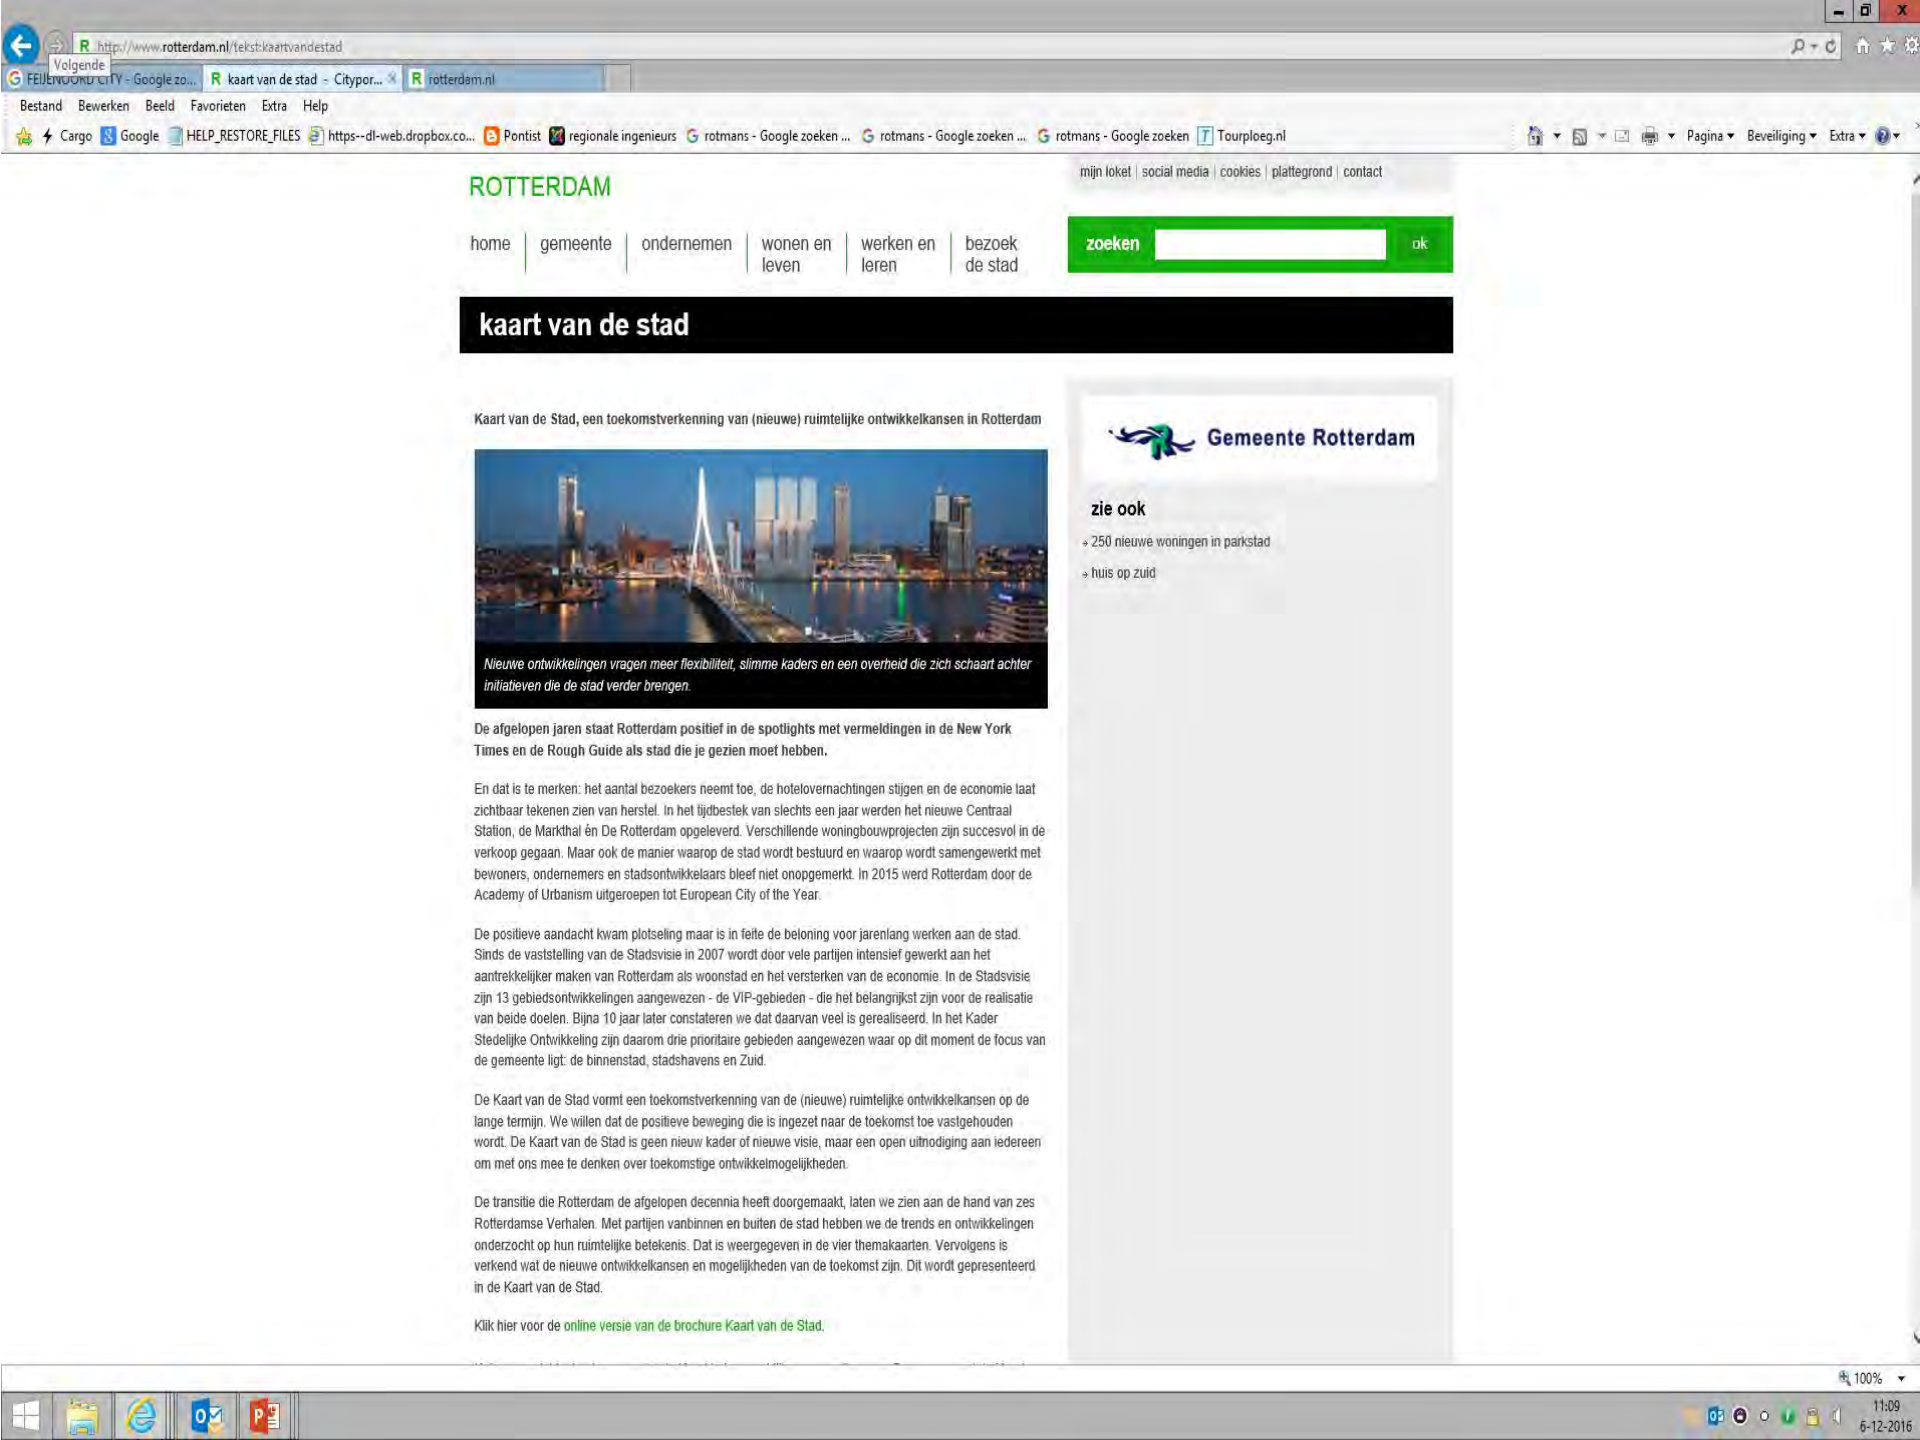 http://www.rotterdam.nl/tekst:kaartvandestad
Volgende
FEIJENOORD CITY - Google zo...
kaart van de stad - Citypor...
rotterdam.nl
Bestand Bewerken Beeld Favorieten Extra Help
Cargo Google HELP_RESTORE_FILES https--dl-web.dropbox.co... Pontist regionale ingenieurs rotmans - Google zoeken ... rotmans - Google zoeken ... rotmans - Google zoeken Tourploeg.nl
Pagina Beveiliging Extra
mijn loket | social media | cookies | plattegrond | contact
ROTTERDAM
home
gemeente
ondernemen
wonen en
leven
werken en
leren
bezoek
de stad
zoeken
ok
kaart van de stad
Kaart van de Stad, een toekomstverkenning van (nieuwe) ruimtelijke ontwikkelkansen in Rotterdam
Nieuwe ontwikkelingen vragen meer flexibiliteit, slimme kaders en een overheid die zich schaart achter
initiatieven die de stad verder brengen.
De afgelopen jaren staat Rotterdam positief in de spotlights met vermeldingen in de New York
Times en de Rough Guide als stad die je gezien moet hebben.
En dat is te merken: het aantal bezoekers neemt toe, de hotelovernachtingen stijgen en de economie laat
zichtbaar tekenen zien van herstel. In het tijdbestek van slechts een jaar werden het nieuwe Centraal
Station, de Markthal én De Rotterdam opgeleverd. Verschillende woningbouwprojecten zijn succesvol in de
verkoop gegaan. Maar ook de manier waarop de stad wordt bestuurd en waarop wordt samengewerkt met
bewoners, ondernemers en stadsontwikkelaars bleef niet onopgemerkt. In 2015 werd Rotterdam door de
Academy of Urbanism uitgeroepen tot European City of the Year.
De positieve aandacht kwam plotseling maar is in feite de beloning voor jarenlang werken aan de stad.
Sinds de vaststelling van de Stadsvisie in 2007 wordt door vele partijen intensief gewerkt aan het
aantrekkelijker maken van Rotterdam als woonstad en het versterken van de economie. In de Stadsvisie
zijn 13 gebiedsontwikkelingen aangewezen - de VIP-gebieden - die het belangrijkst zijn voor de realisatie
van beide doelen. Bijna 10 jaar later constateren we dat daarvan veel is gerealiseerd. In het Kader
Stedelijke Ontwikkeling zijn daarom drie prioritaire gebieden aangewezen waar op dit moment de focus van
de gemeente ligt: de binnenstad, stadshavens en Zuid.
De Kaart van de Stad vormt een toekomstverkenning van de (nieuwe) ruimtelijke ontwikkelkansen op de
lange termijn. We willen dat de positieve beweging die is ingezet naar de toekomst toe vastgehouden
wordt. De Kaart van de Stad is geen nieuw kader of nieuwe visie, maar een open uitnodiging aan iedereen
om met ons mee te denken over toekomstige ontwikkelmogelijkheden.
De transitie die Rotterdam de afgelopen decennia heeft doorgemaakt, laten we zien aan de hand van zes
Rotterdamse Verhalen. Met partijen vanbinnen en buiten de stad hebben we de trends en ontwikkelingen
onderzocht op hun ruimtelijke betekenis. Dat is weergegeven in de vier themakaarten. Vervolgens is
verkend wat de nieuwe ontwikkelkansen en mogelijkheden van de toekomst zijn. Dit wordt gepresenteerd
in de Kaart van de Stad.
Klik hier voor de online versie van de brochure Kaart van de Stad.
Gemeente Rotterdam
zie ook
250 nieuwe woningen in parkstad
huis op zuid
100%
11:09
6-12-2016